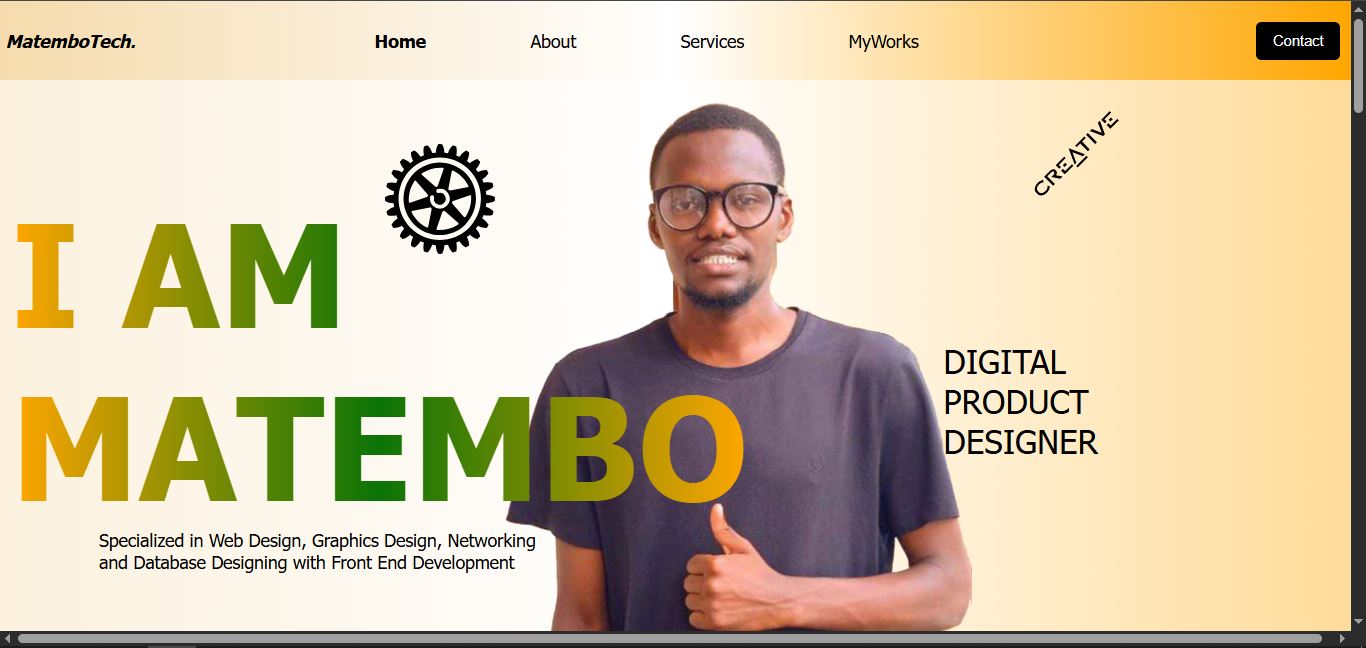 MatemboTech.
Home
About
Services
MyWorks
Contact
CREATIVE
I AM
MATEMBO
DIGITAL
PRODUCT
DESIGNER
Specialized in Web Design, Graphics Design, Networking
and Database Designing with Front End Development